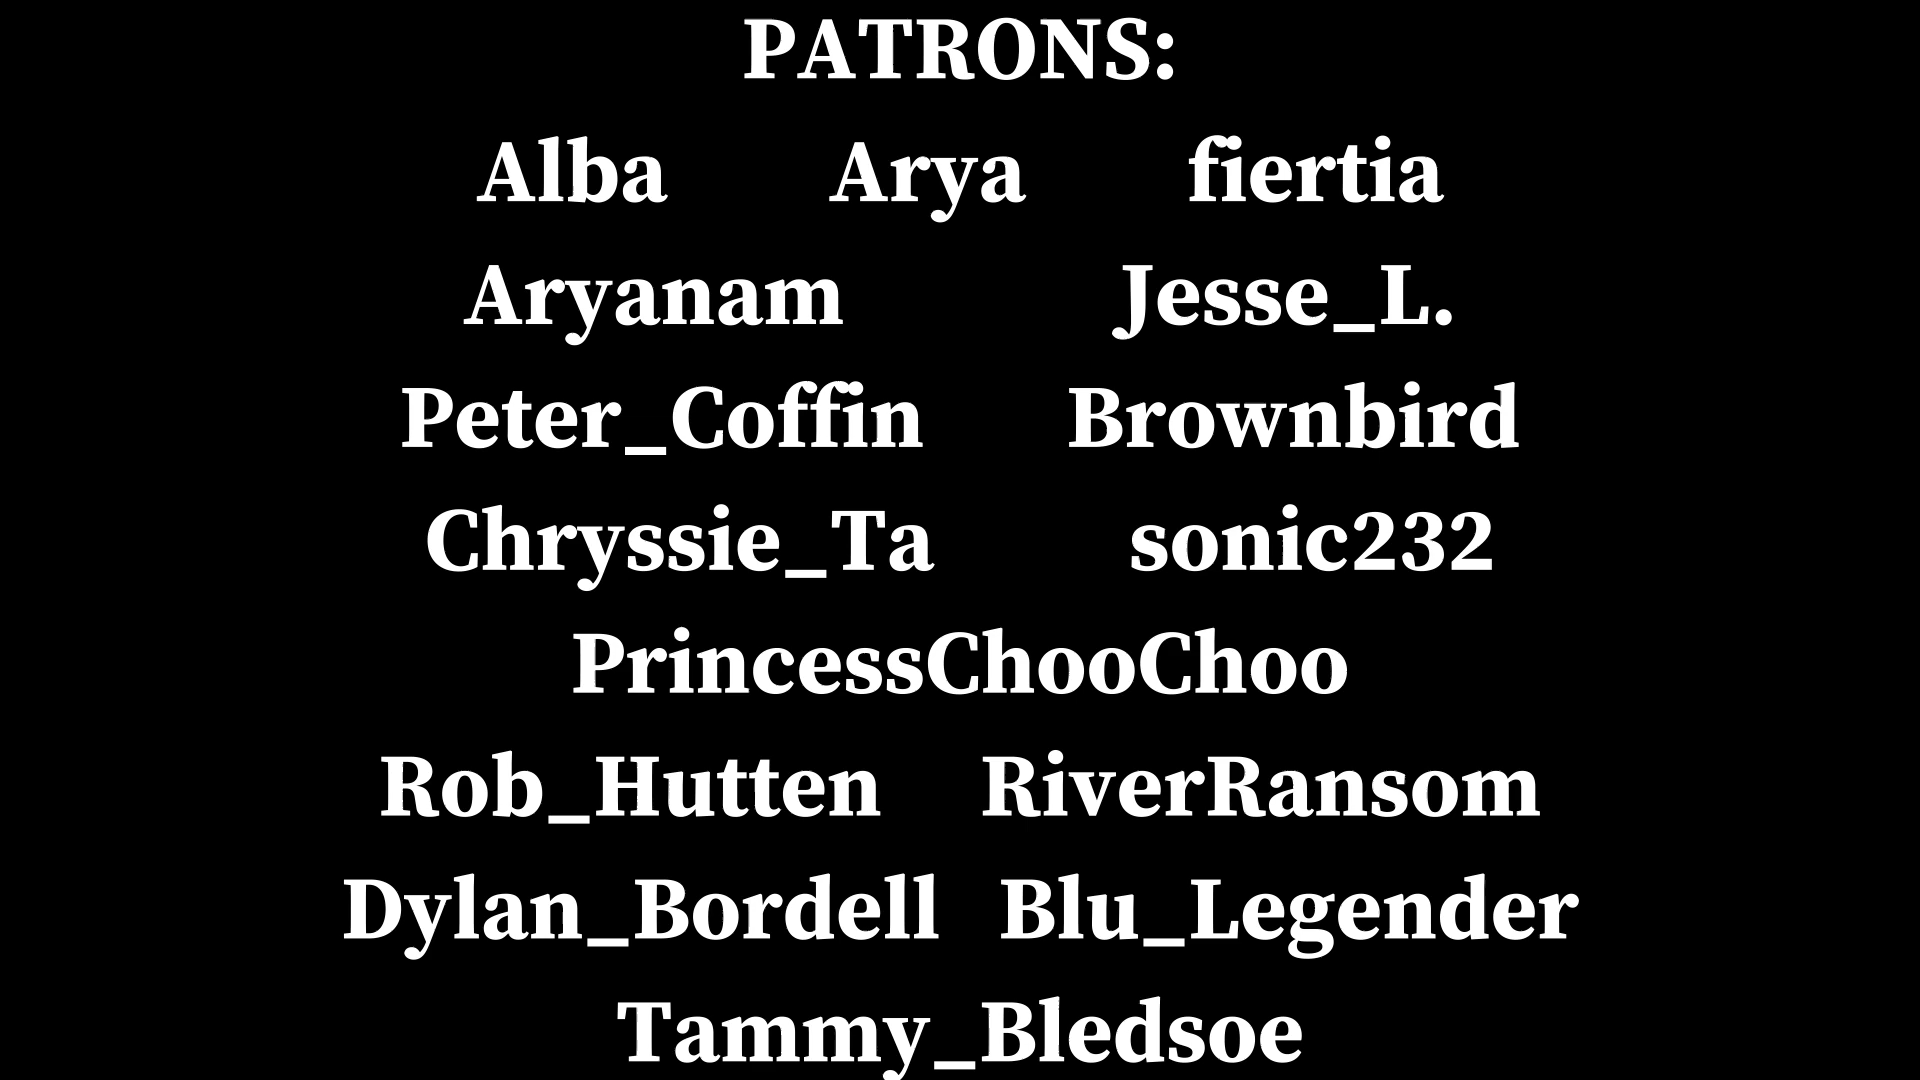 PATRONS:
Alba Arya fiertia
Aryanam Jesse_L.
Peter_Coffin Brownbird
Chryssie_Ta sonic232
PrincessChooChoo
Rob_Hutten RiverRansom
Dylan_Bordell Blu_Legender
Tammy_Bledsoe